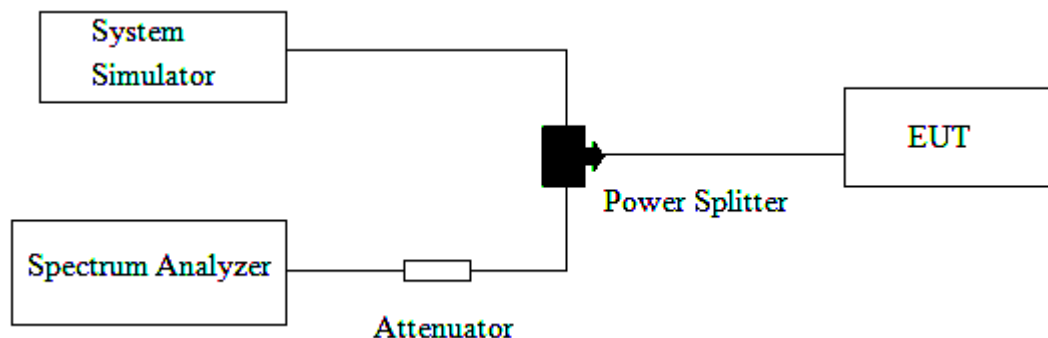 System
Simulator
EUT
Power Splitter
Spectrum Analyzer
Attenuator